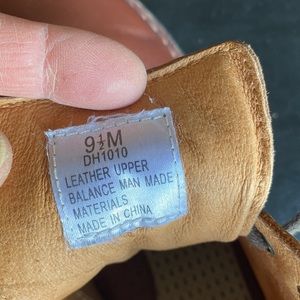 9½M
DH1010
LEATHER UPPER
BALANCE MAN MADE
MATERIALS
MADE IN CHINA